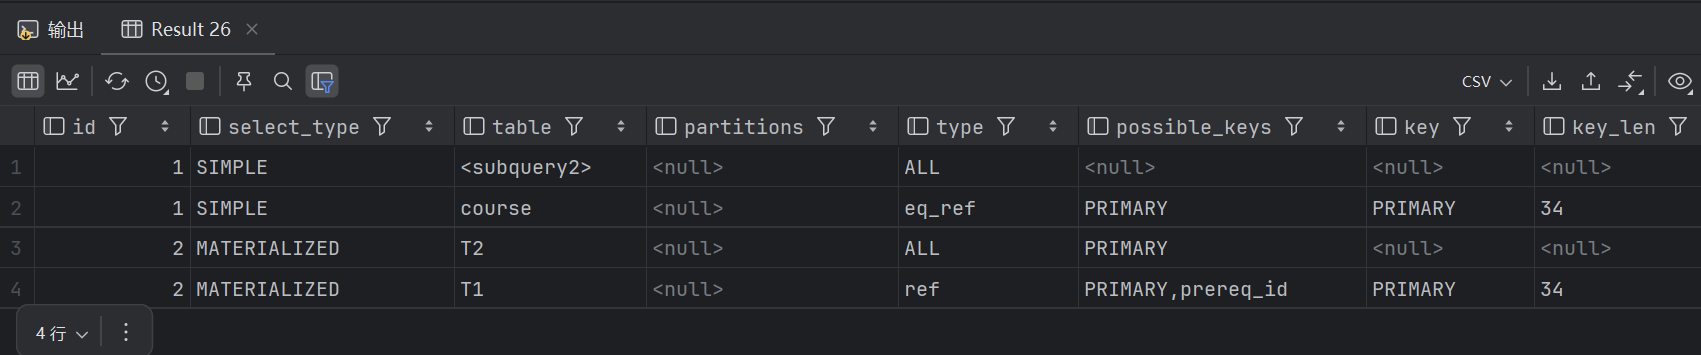 输出 Result 26
CSV
id select_type table partitions type possible_keys key key_len
1 1 SIMPLE <subquery2> <null> ALL <null> <null> <null>
2 1 SIMPLE course <null> eq_ref PRIMARY PRIMARY 34
3 2 MATERIALIZED T2 <null> ALL PRIMARY <null> <null>
4 2 MATERIALIZED T1 <null> ref PRIMARY,prereq_id PRIMARY 34
4 行